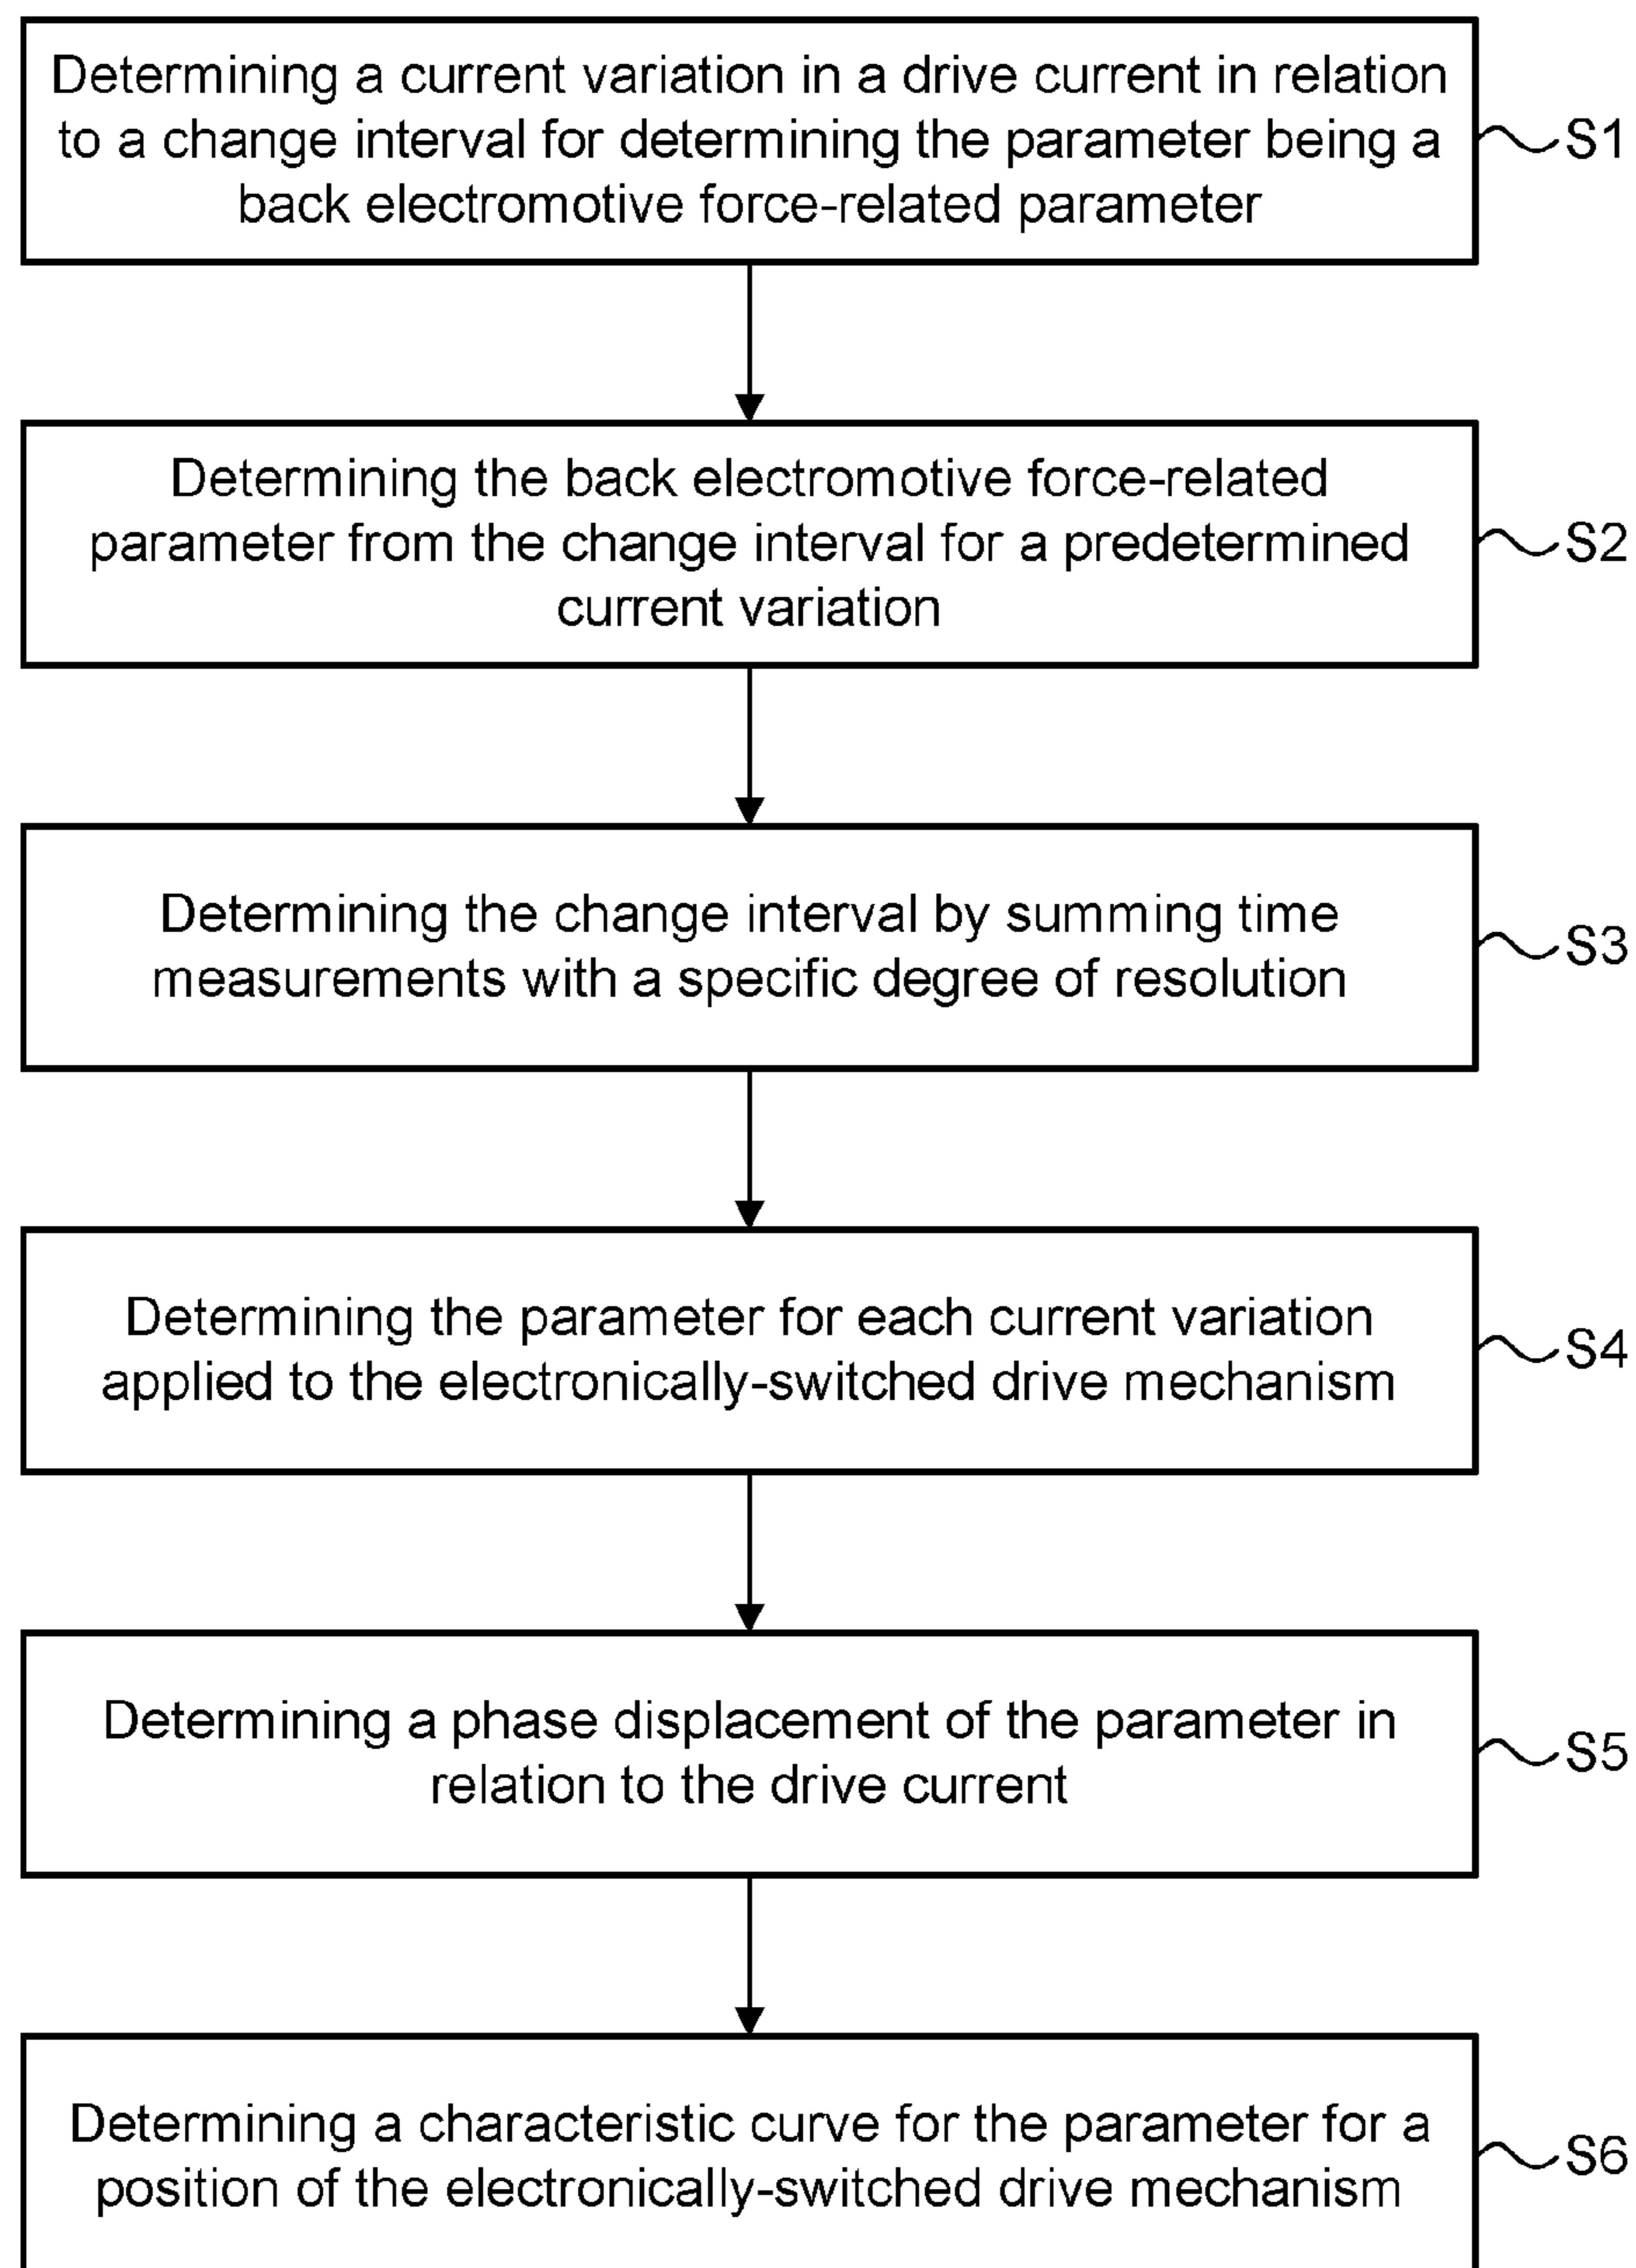 Determining a current variation in a drive current in relation
to a change interval for determining the parameter being a
back electromotive force-related parameter
S1
Determining the back electromotive force-related
parameter from the change interval for a predetermined
current variation
S2
Determining the change interval by summing time
measurements with a specific degree of resolution
S3
Determining the parameter for each current variation
applied to the electronically-switched drive mechanism
S4
Determining a phase displacement of the parameter in
relation to the drive current
S5
Determining a characteristic curve for the parameter for a
position of the electronically-switched drive mechanism
S6